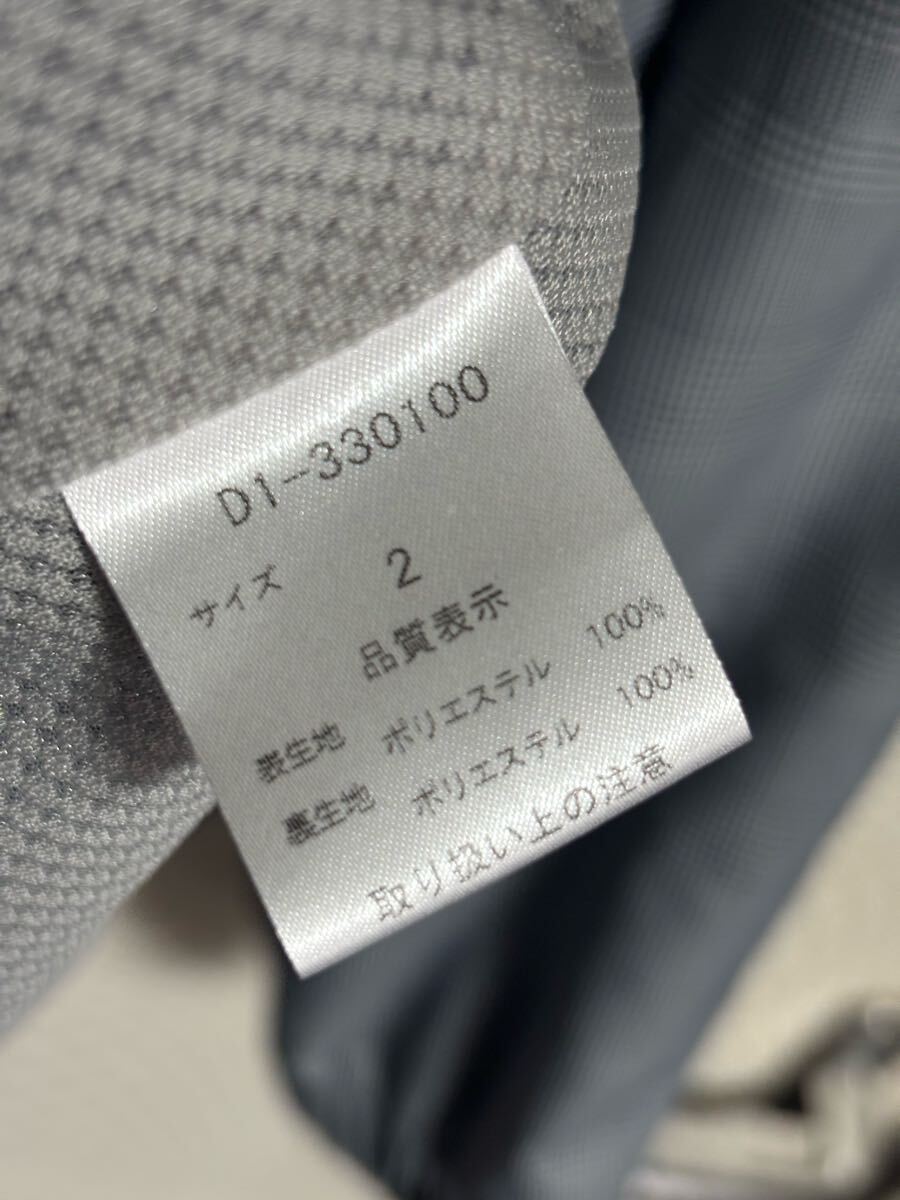 D1-330100
サイズ 2
品質表示
表生地 ポリエステル 100%
裏生地 ポリエステル 100%
取り扱い上の注意